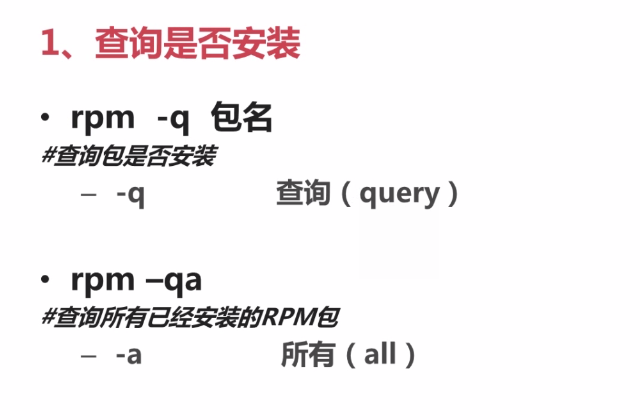 1、查询是否安装
• rpm -q 包名
#查询包是否安装
– -q 查询（query）
• rpm –qa
#查询所有已经安装的RPM包
– -a 所有（all）